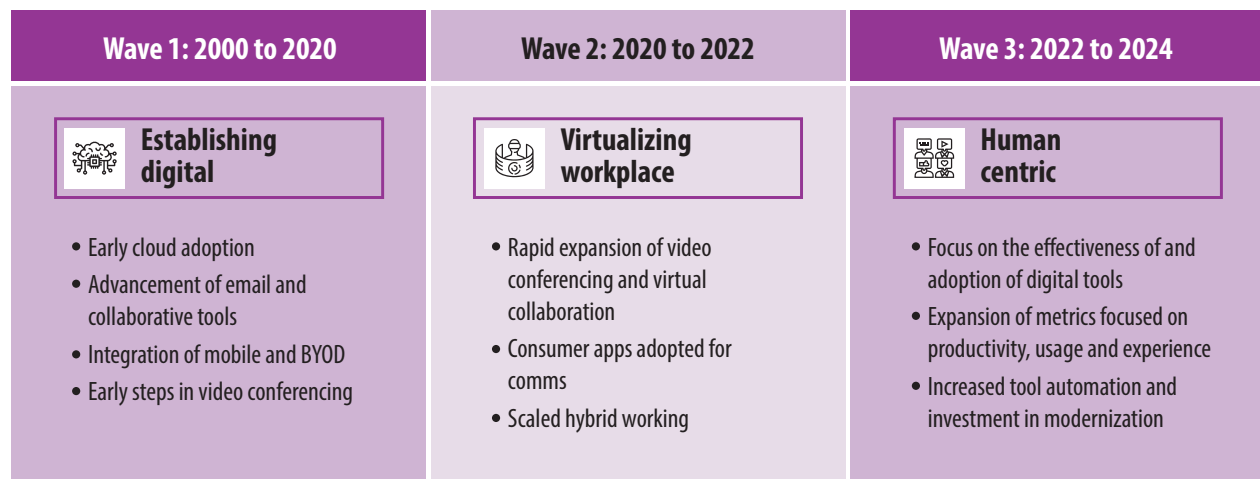 Wave 1: 2000 to 2020
Establishing
digital
• Early cloud adoption
• Advancement of email and
collaborative tools
• Integration of mobile and BYOD
• Early steps in video conferencing
Wave 2: 2020 to 2022
Virtualizing
workplace
• Rapid expansion of video
conferencing and virtual
collaboration
• Consumer apps adopted for
comms
• Scaled hybrid working
Wave 3: 2022 to 2024
Human
centric
• Focus on the effectiveness of and
adoption of digital tools
• Expansion of metrics focused on
productivity, usage and experience
• Increased tool automation and
investment in modernization